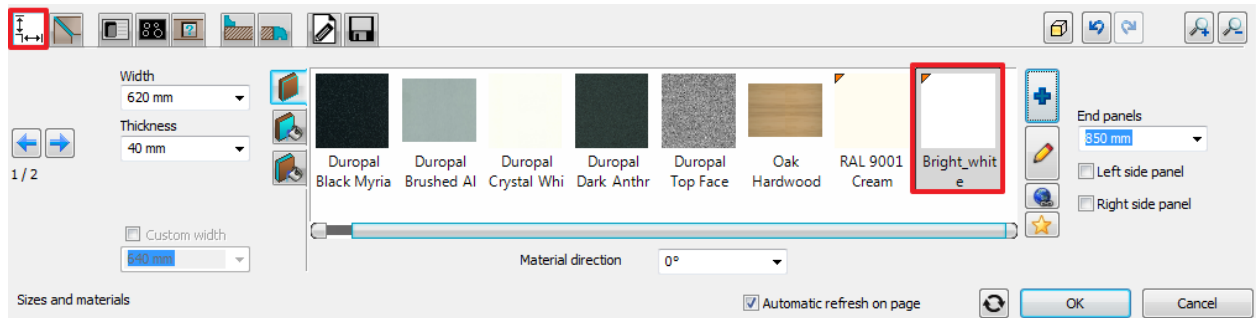 Width
620 mm
Thickness
40 mm
1 / 2
Custom width
640 mm
Duropal
Black Myria
Duropal
Brushed Al
Duropal
Crystal Whi
Duropal
Dark Anthr
Duropal
Top Face
Oak
Hardwood
RAL 9001
Cream
Bright_whit
e
Material direction
0°
End panels
850 mm
Left side panel
Right side panel
Sizes and materials
Automatic refresh on page
OK
Cancel